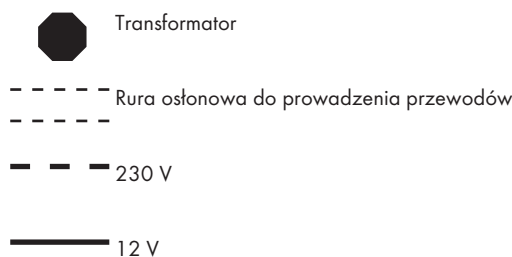 Transformator
Rura osłonowa do prowadzenia przewodów
230 V
12 V